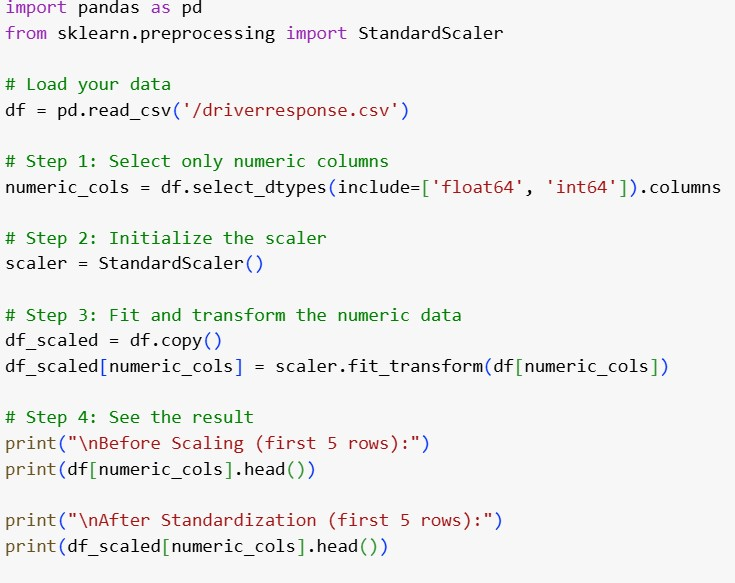 import pandas as pd
from sklearn.preprocessing import StandardScaler
# Load your data
df = pd.read_csv('/driverresponse.csv')
# Step 1: Select only numeric columns
numeric_cols = df.select_dtypes(include=['float64', 'int64']).columns
# Step 2: Initialize the scaler
scaler = StandardScaler()
# Step 3: Fit and transform the numeric data
df_scaled = df.copy()
df_scaled[numeric_cols] = scaler.fit_transform(df[numeric_cols])
# Step 4: See the result
print("\nBefore Scaling (first 5 rows):")
print(df[numeric_cols].head())
print("\nAfter Standardization (first 5 rows):")
print(df_scaled[numeric_cols].head())